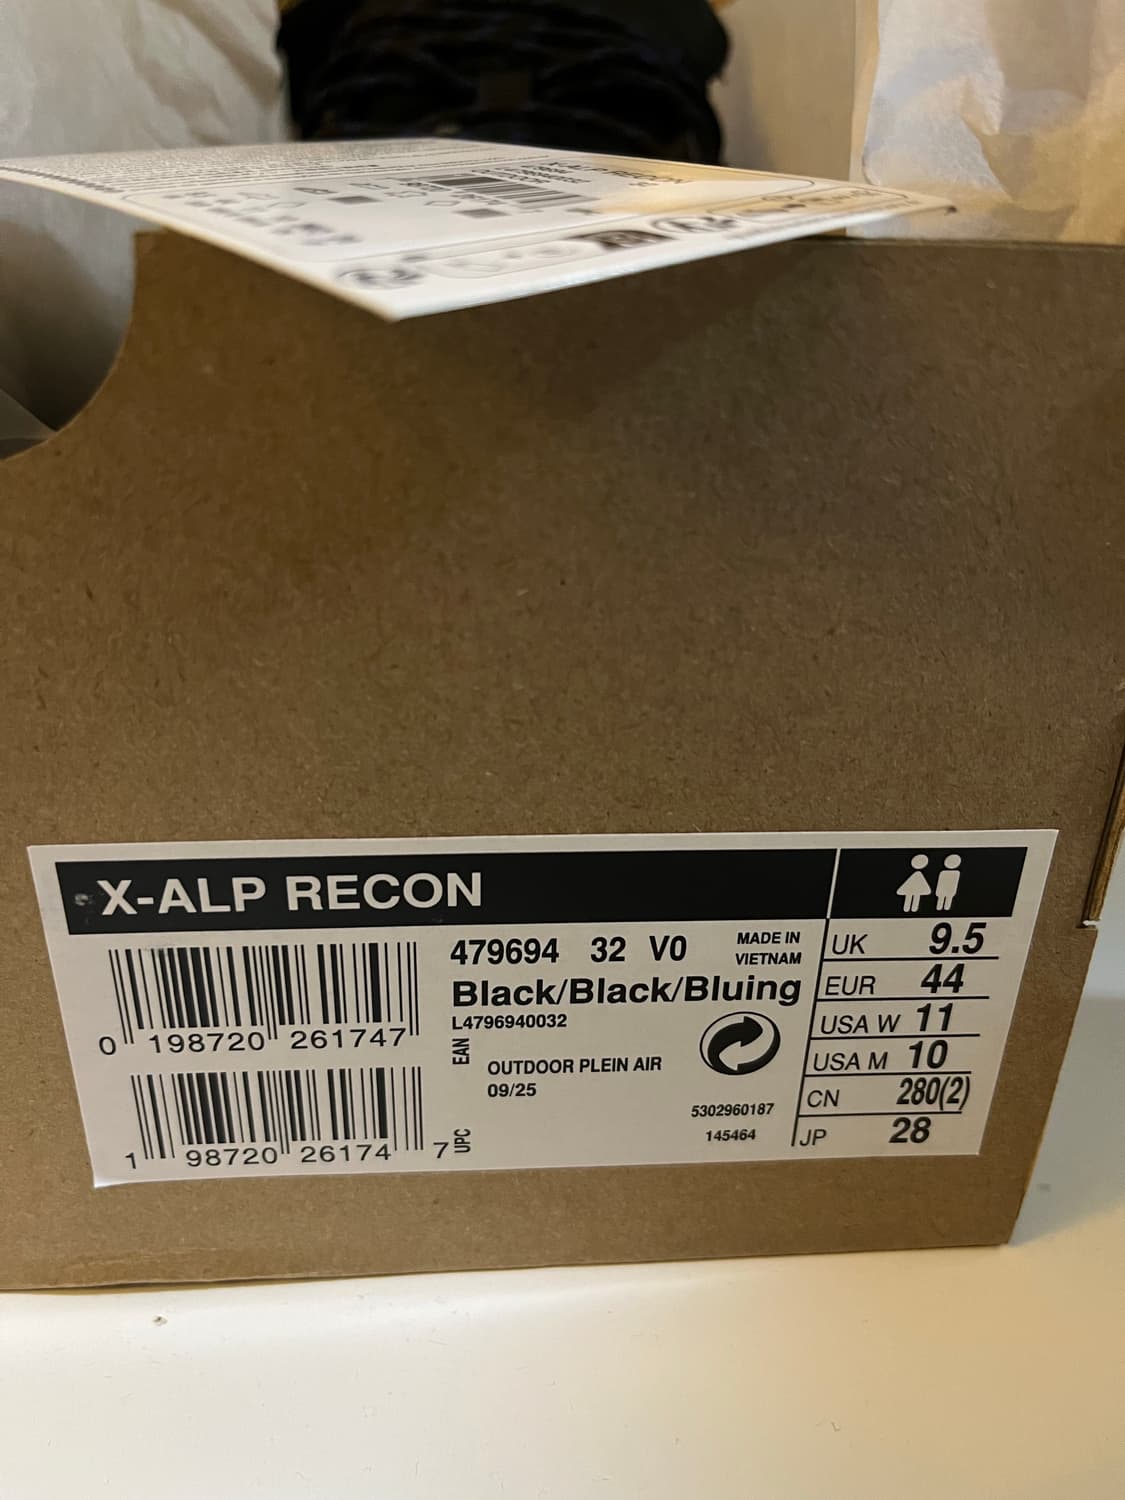 X-ALP RECON
479694 32 V0
MADE IN
VIETNAM
Black/Black/Bluing
L4796940032
0 198720 261747
EAN
OUTDOOR PLEIN AIR
09/25
5302960187
145464
1 98720 26174 7
UPC
UK 9.5
EUR 44
USA W 11
USA M 10
CN 280(2)
JP 28